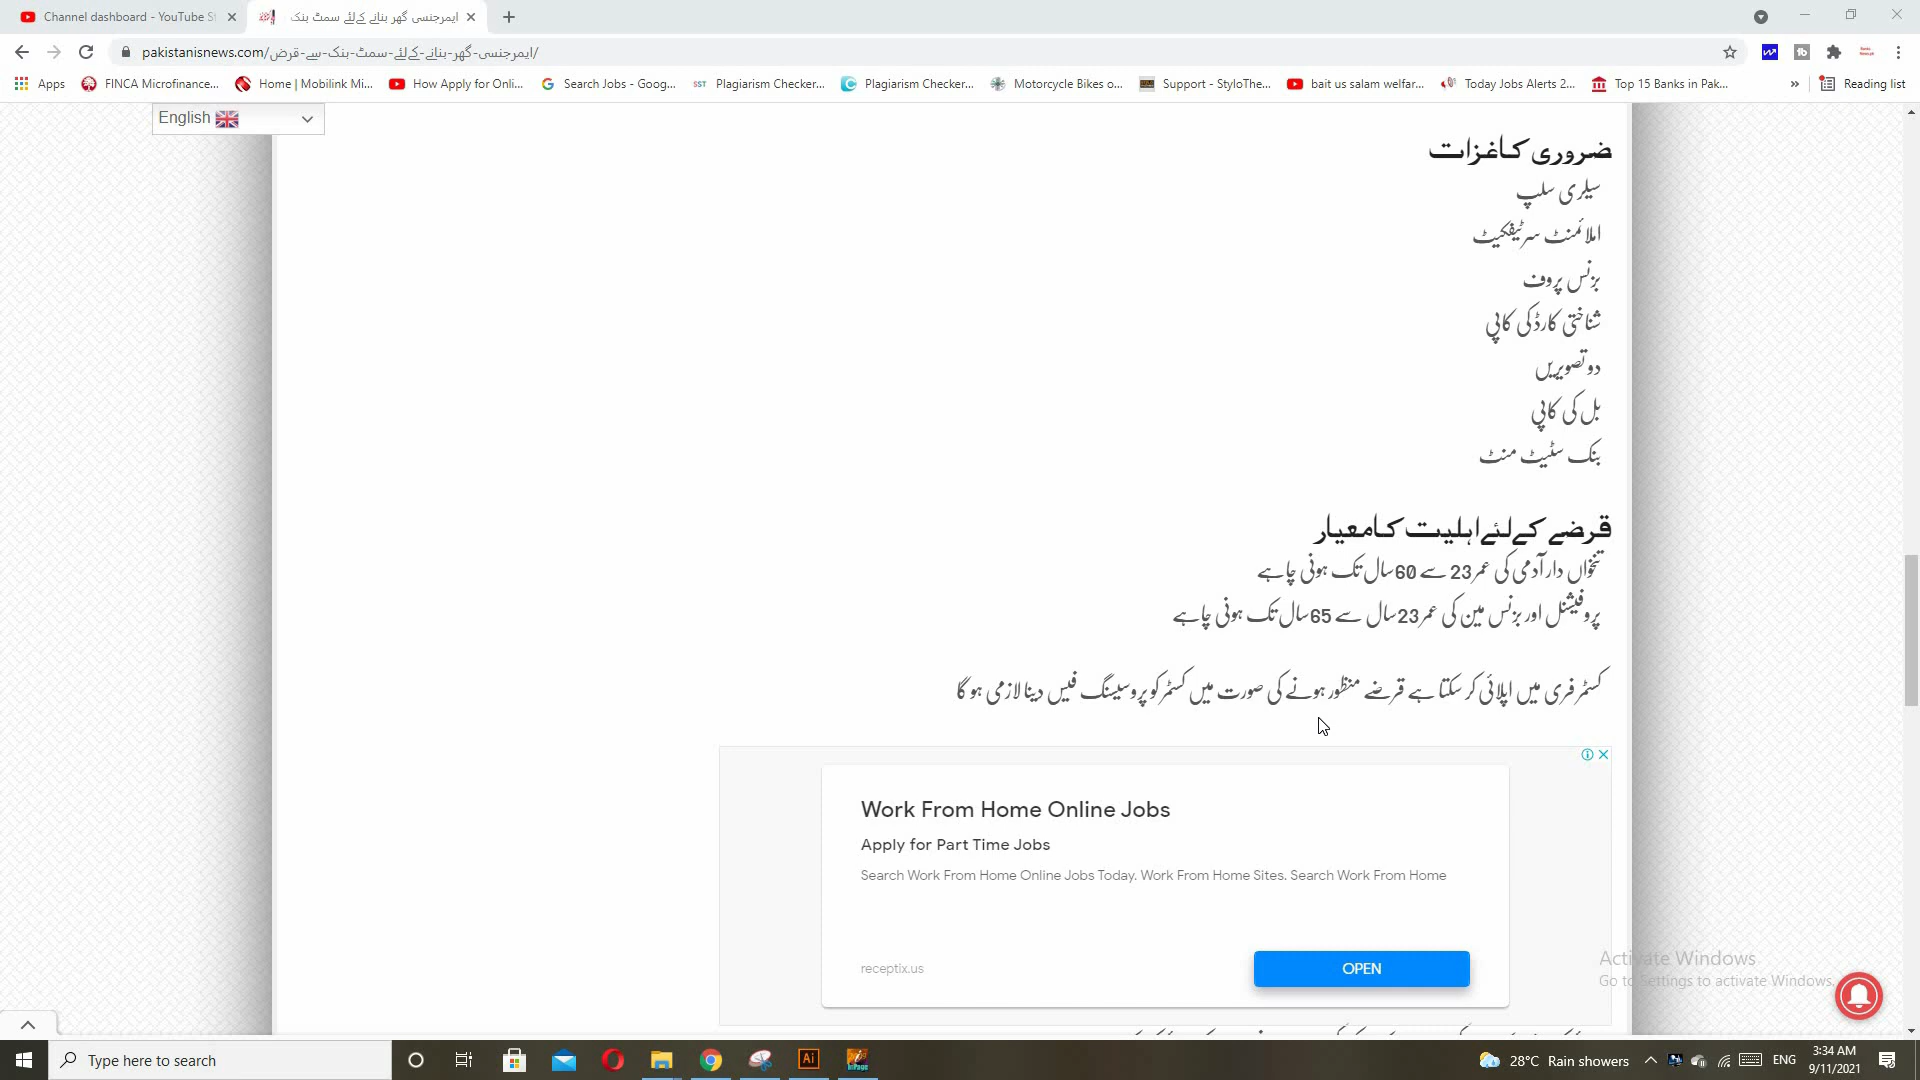 Channel dashboard - YouTube St
ایمرجنسی گھر بنانے کےلئے سمٹ بنک
pakistanisnews.com/ایمرجنسی-گھر-بنانے-کےلئے-سمٹ-بنک-سے-قرض/
Apps
FINCA Microfinance...
Home | Mobilink Mi...
How Apply for Onli...
Search Jobs - Goog...
SST Plagiarism Checker...
Plagiarism Checker...
Motorcycle Bikes o...
Support - StyloThe...
bait us salam welfar...
Today Jobs Alerts 2...
Top 15 Banks in Pak...
»
Reading list
English
ضروری کاغزات
سیلری سلپ
املائمنٹ سرٹیفکیٹ
بزنس پروف
شناختی کارڈ کی کاپی
دو تصویریں
بل کی کاپی
بنک سٹیٹ منٹ
قرضے کےلئے اہلیت کا معیار
تنخواں دار آدمی کی عمر 23 سے 60 سال تک ہونی چاہے
پروفیشنل اور بزنس مین کی عمر 23 سال سے 65 سال تک ہونی چاہے
کسٹمر فری میں اپلائی کر سکتا ہے قرضے منظور ہونے کی صورت میں کسٹمر کو پروسیسنگ فیس دینا لازمی ہو گا
Work From Home Online Jobs
Apply for Part Time Jobs
Search Work From Home Online Jobs Today. Work From Home Sites. Search Work From Home
receptix.us
OPEN
Activate Windows
Go to Settings to activate Windows.
Type here to search
Ai
InPage
28°C Rain showers
ENG
3:34 AM
9/11/2021